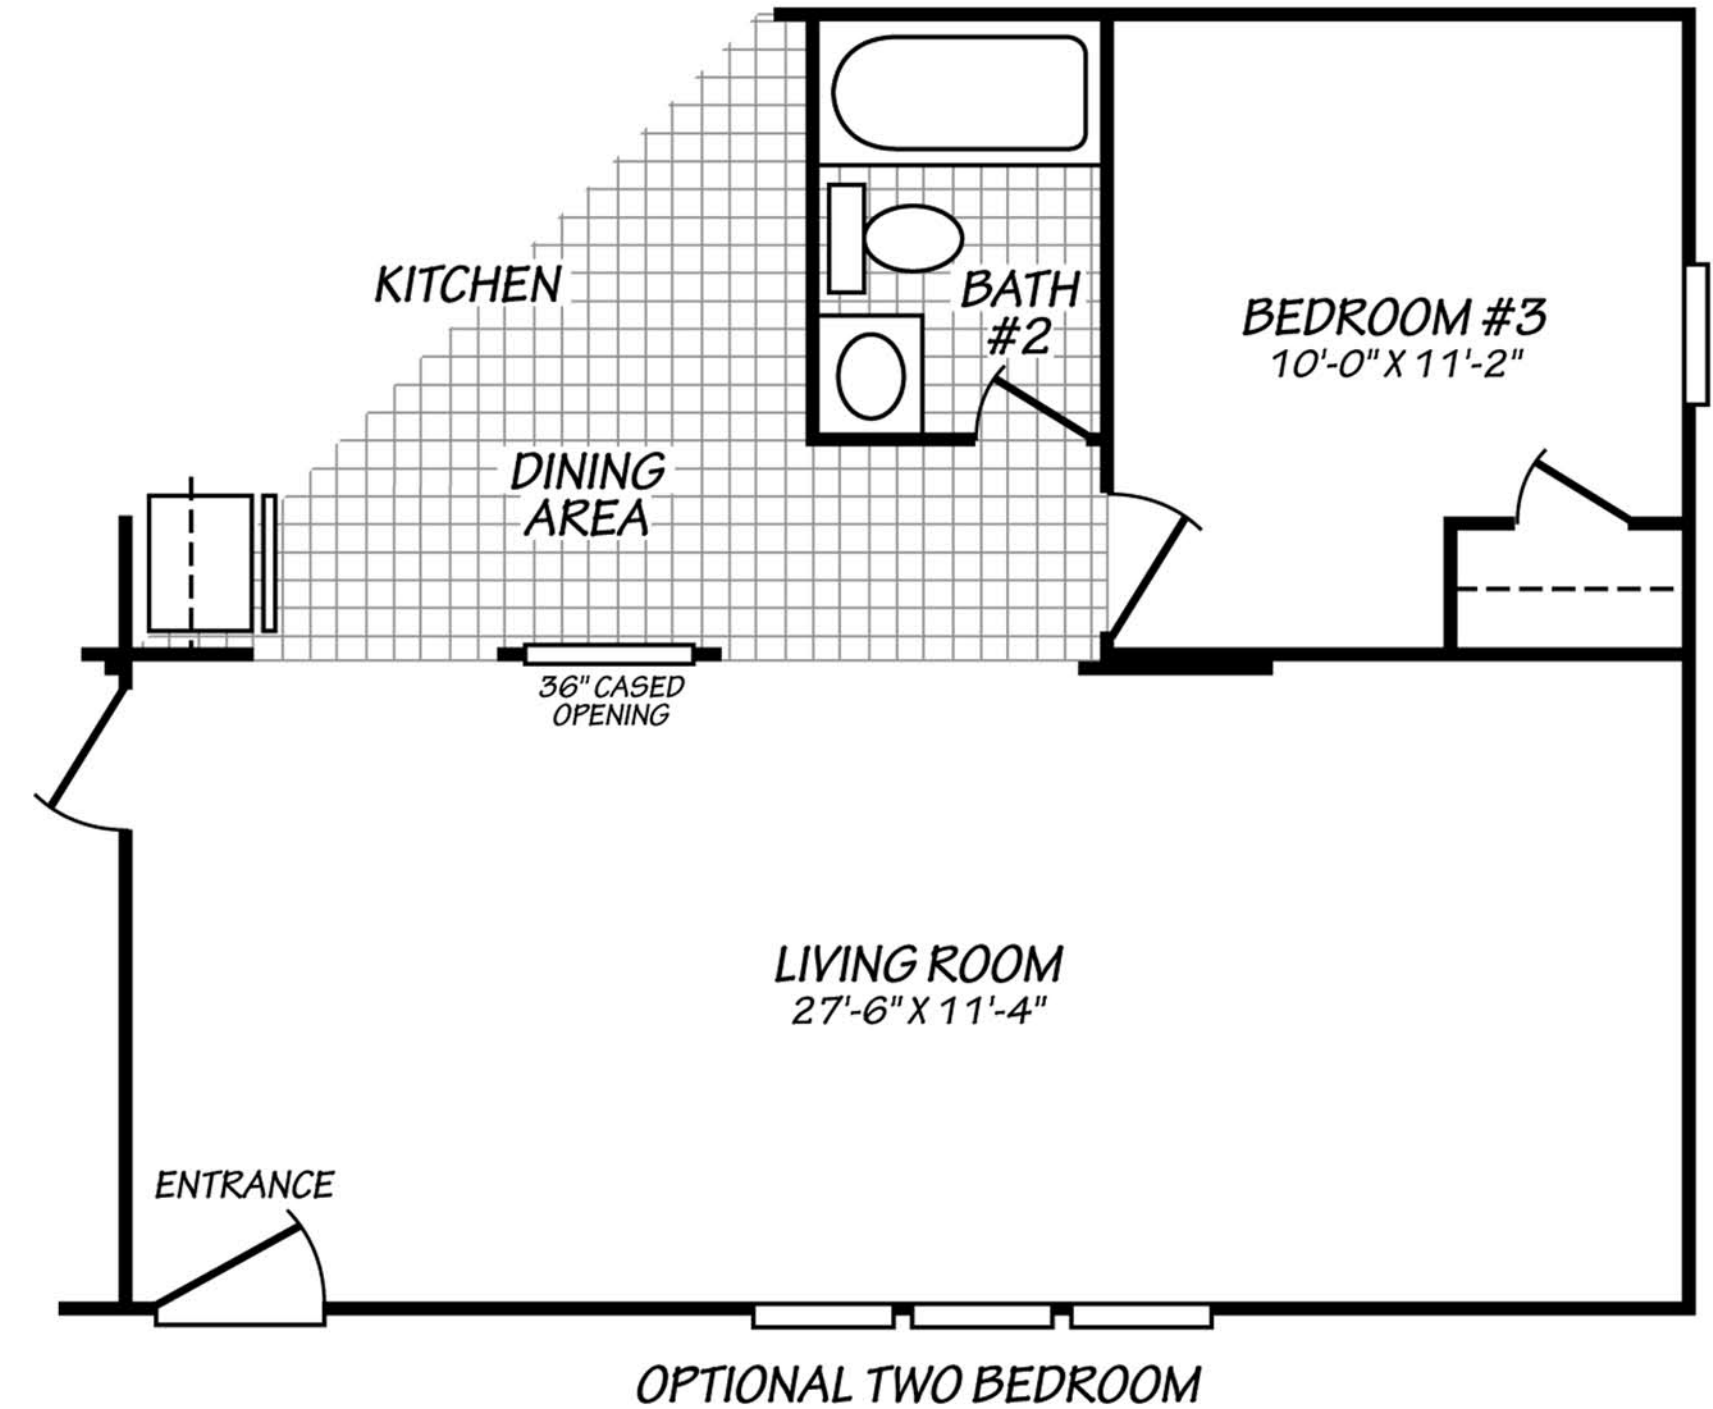 KITCHEN
BATH
#2
BEDROOM #3
10'-0" X 11'-2"
DINING
AREA
36" CASED
OPENING
LIVING ROOM
27'-6" X 11'-4"
ENTRANCE
OPTIONAL TWO BEDROOM